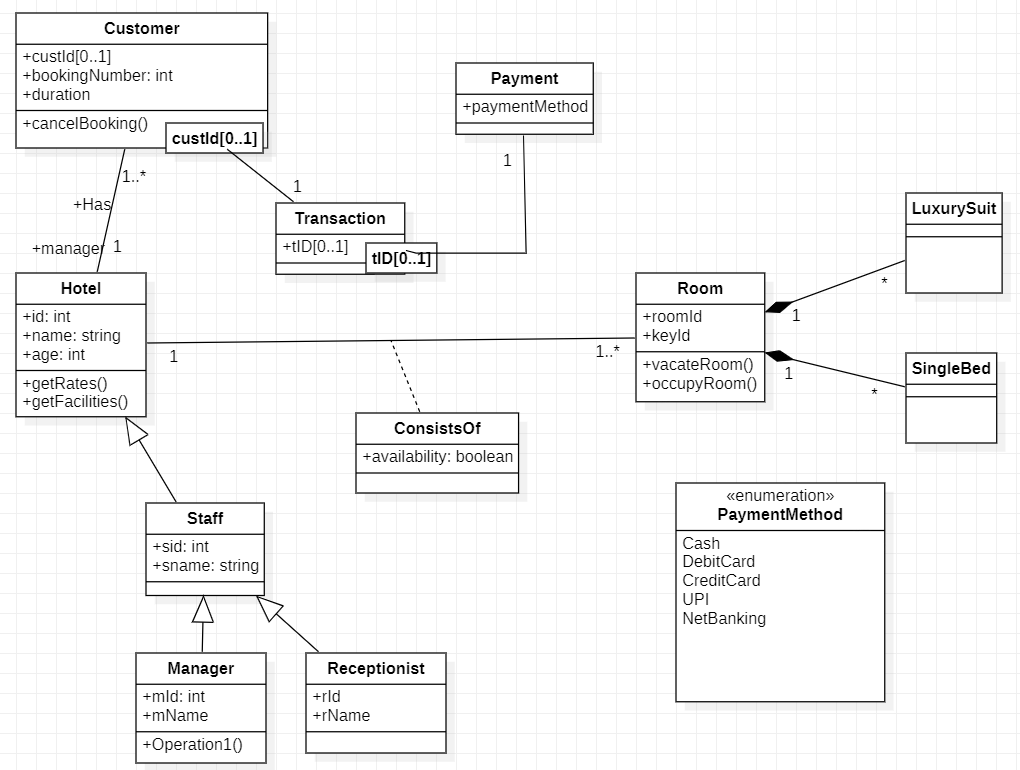 Customer
+custId[0..1]
+bookingNumber: int
+duration
+cancelBooking()
custId[0..1]
1..*
+Has
+manager
1
1
Transaction
+tID[0..1]
tID[0..1]
Payment
+paymentMethod
1
Hotel
+id: int
+name: string
+age: int
+getRates()
+getFacilities()
1
1..*
Room
+roomId
+keyId
+vacateRoom()
+occupyRoom()
1
*
LuxurySuit
1
*
SingleBed
ConsistsOf
+availability: boolean
Staff
+sid: int
+sname: string
Manager
+mId: int
+mName
+Operation1()
Receptionist
+rId
+rName
«enumeration»
PaymentMethod
Cash
DebitCard
CreditCard
UPI
NetBanking